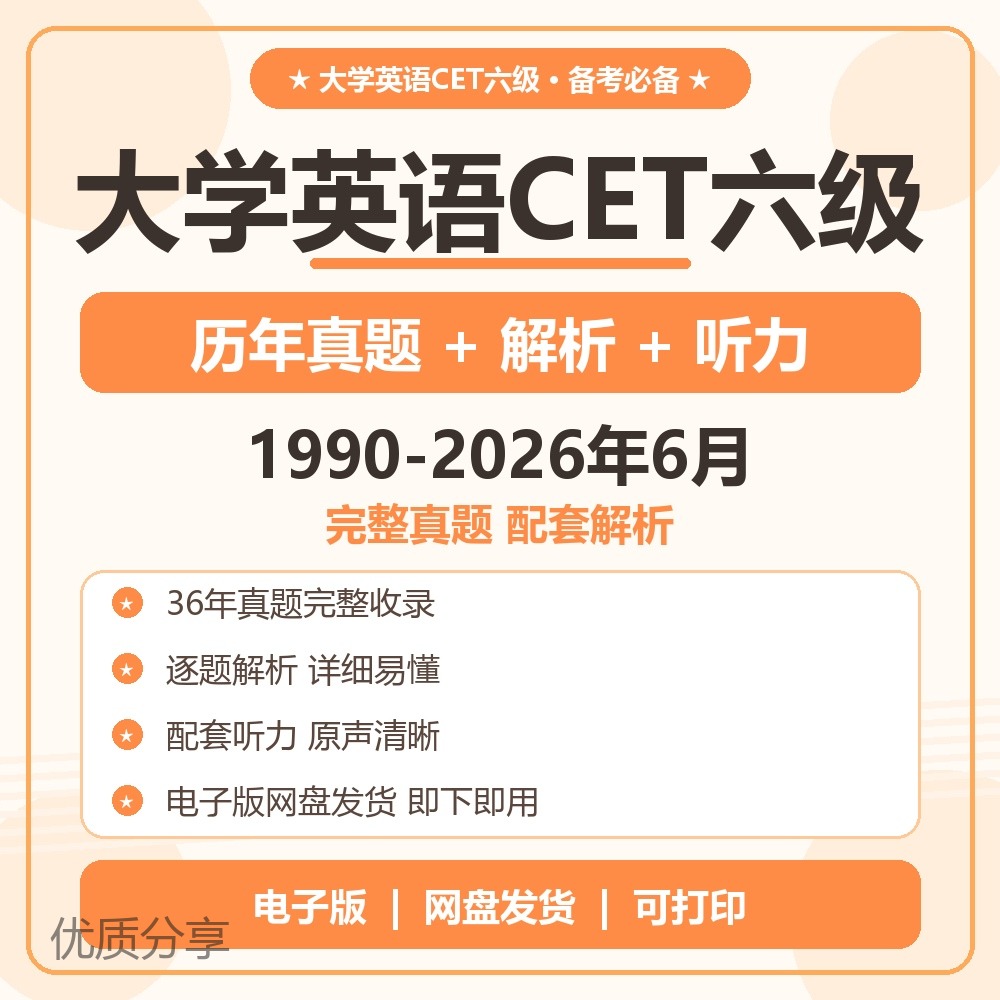 ★ 大学英语CET六级·备考必备 ★
大学英语CET六级
历年真题 + 解析 + 听力
1990-2026年6月
完整真题 配套解析
★ 36年真题完整收录
★ 逐题解析 详细易懂
★ 配套听力 原声清晰
★ 电子版网盘发货 即下即用
电子版 | 网盘发货 | 可打印
优质分享